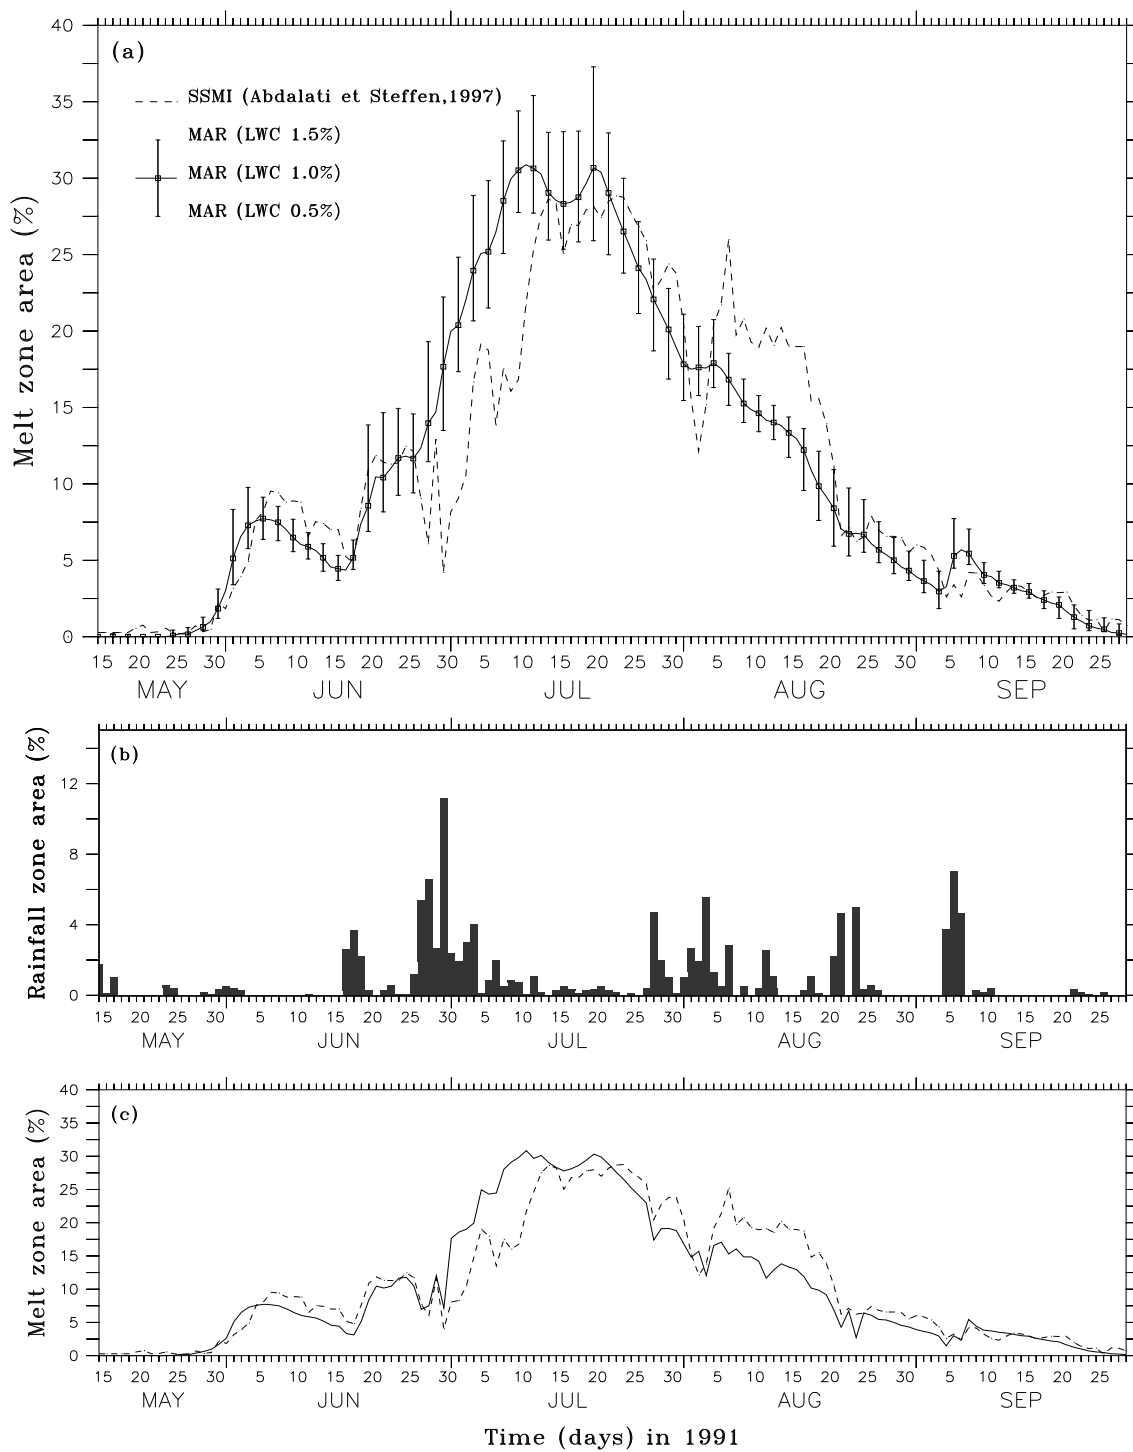 40
(a)
SSMI (Abdalati et Steffen,1997)
35
MAR (LWC 1.5%)
MAR (LWC 1.0%)
30
MAR (LWC 0.5%)
25
20
15
10
5
0
Melt zone area (%)
15 20 25 30 5 10 15 20 25 30 5 10 15 20 25 30 5 10 15 20 25 30 5 10 15 20 25
MAY JUN JUL AUG SEP
(b)
12
8
4
0
Rainfall zone area (%)
15 20 25 30 5 10 15 20 25 30 5 10 15 20 25 30 5 10 15 20 25 30 5 10 15 20 25
MAY JUN JUL AUG SEP
40
(c)
35
30
25
20
15
10
5
0
Melt zone area (%)
15 20 25 30 5 10 15 20 25 30 5 10 15 20 25 30 5 10 15 20 25 30 5 10 15 20 25
MAY JUN JUL AUG SEP
Time (days) in 1991